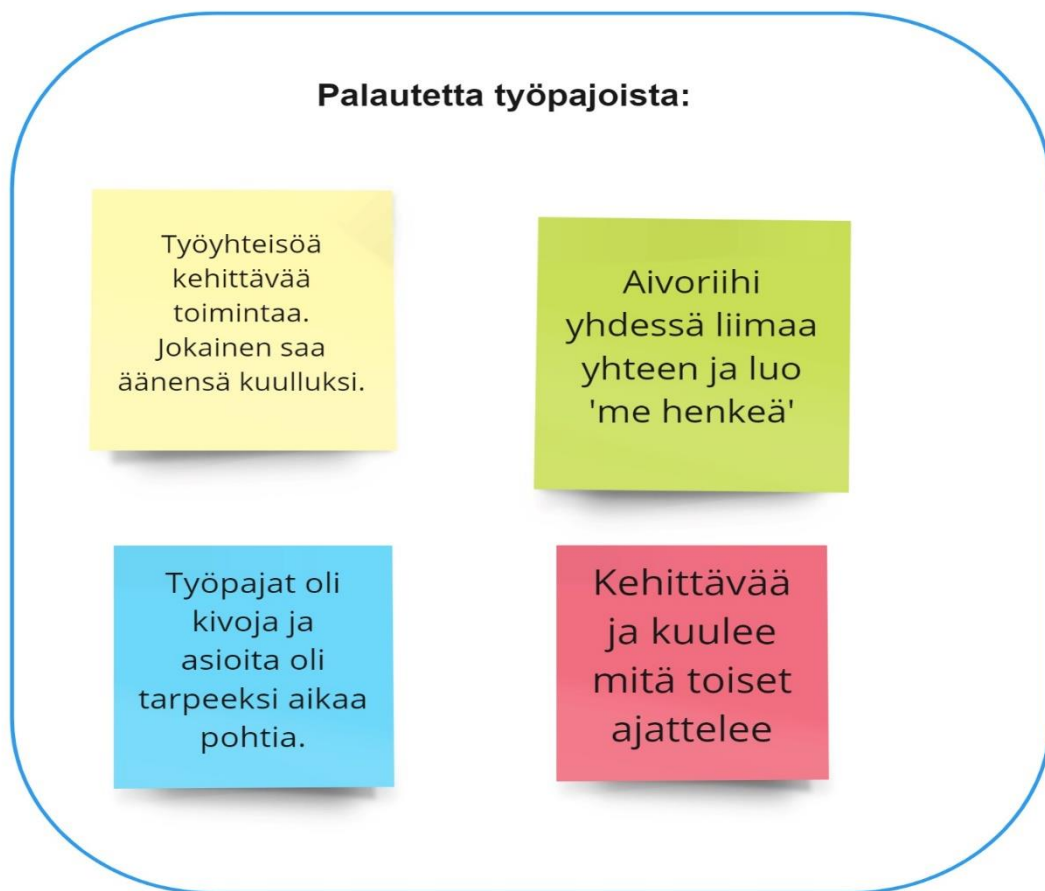 Palautetta työpajoista:
Työyhteisöä
kehittävää
toimintaa.
Jokainen saa
äänensä kuulluksi.
Aivoriihi
yhdessä liimaa
yhteen ja luo
'me henkeä'
Työpajat oli
kivoja ja
asioita oli
tarpeeksi aikaa
pohtia.
Kehittävää
ja kuulee
mitä toiset
ajattelee